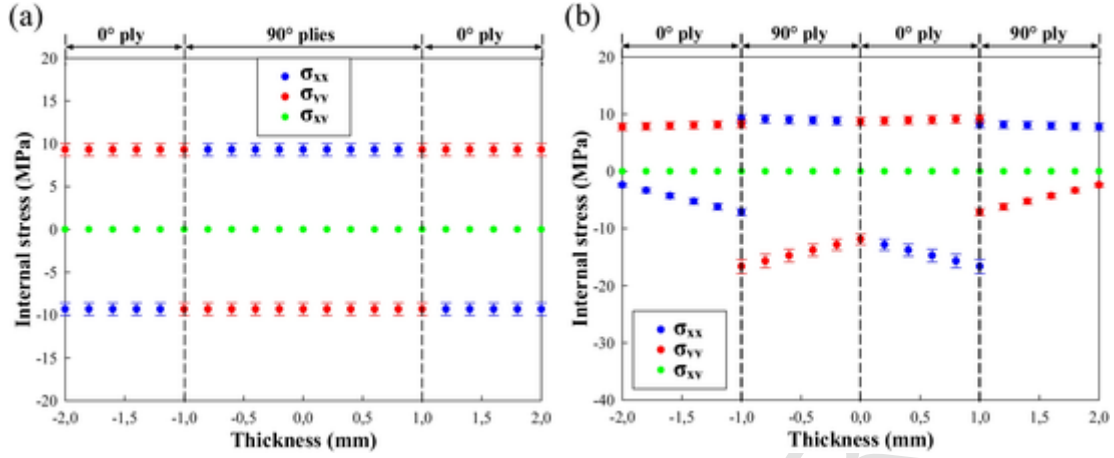 (a)
0° ply 90° plies 0° ply
20
15
10
5
0
-5
-10
-15
-20
Internal stress (MPa)
σxx
σyy
σxy
-2,0 -1,5 -1,0 -0,5 0,0 0,5 1,0 1,5 2,0
Thickness (mm)
(b)
0° ply 90° ply 0° ply 90° ply
20
10
0
-10
-20
-30
-40
Internal stress (MPa)
σxx
σyy
σxy
-2,0 -1,5 -1,0 -0,5 0,0 0,5 1,0 1,5 2,0
Thickness (mm)